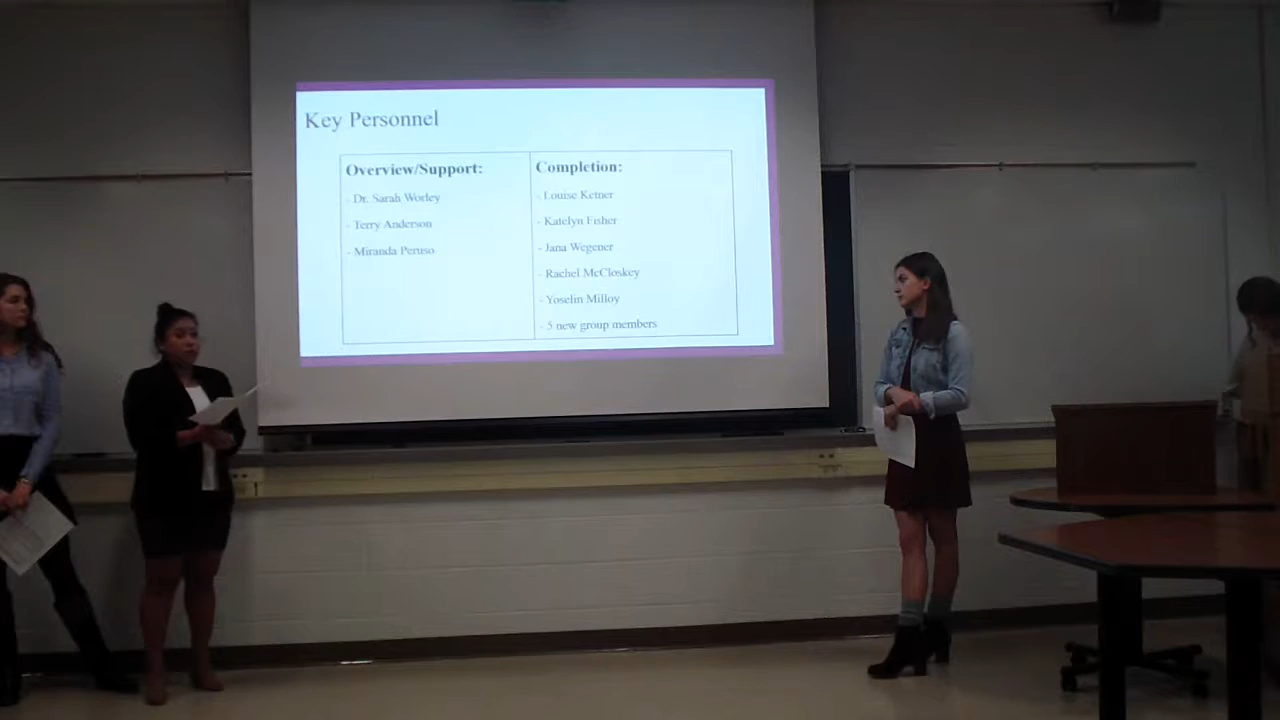 Key Personnel
Overview/Support:
- Dr. Sarah Worley
- Terry Anderson
- Miranda Peruso
Completion:
- Louise Ketner
- Katelyn Fisher
- Jana Wegener
- Rachel McCloskey
- Yoselin Milloy
- 5 new group members